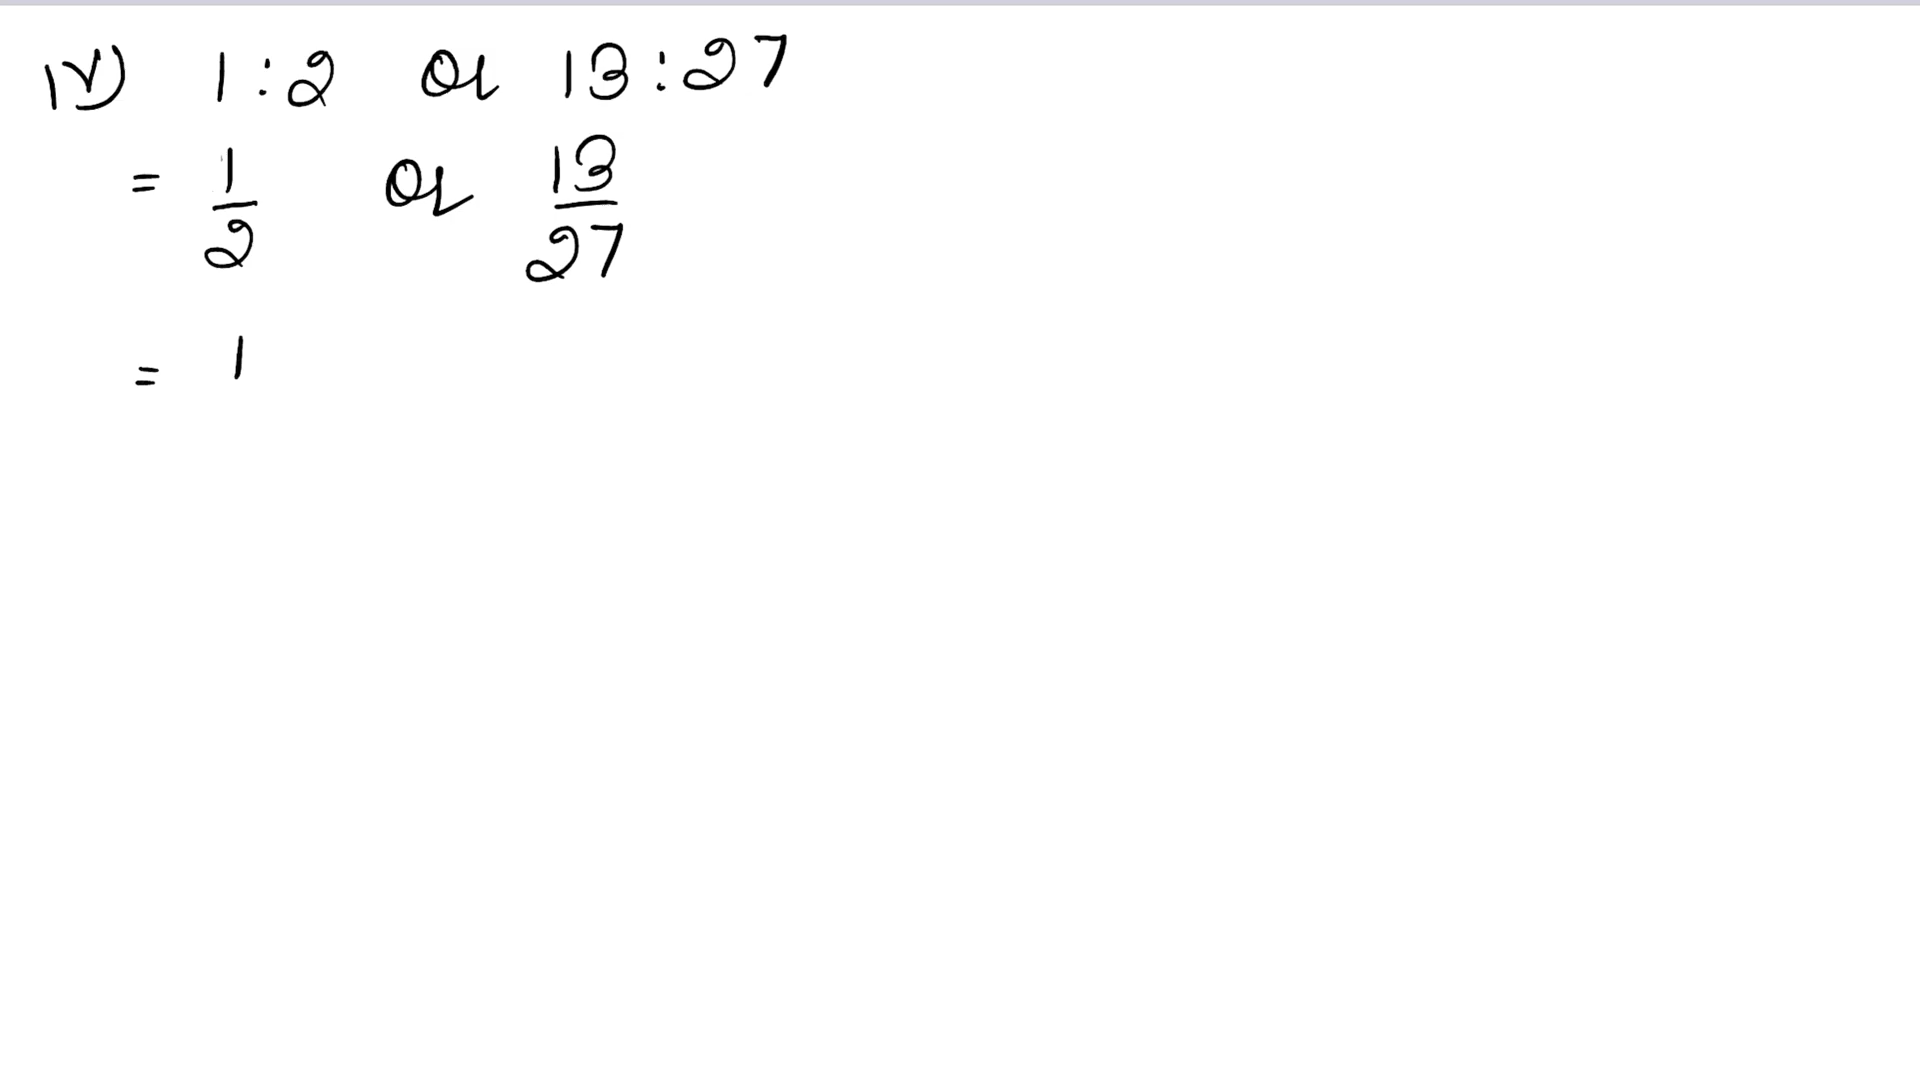 IV) 1:2 or 13:27
= 1/2 or 13/27
= 1